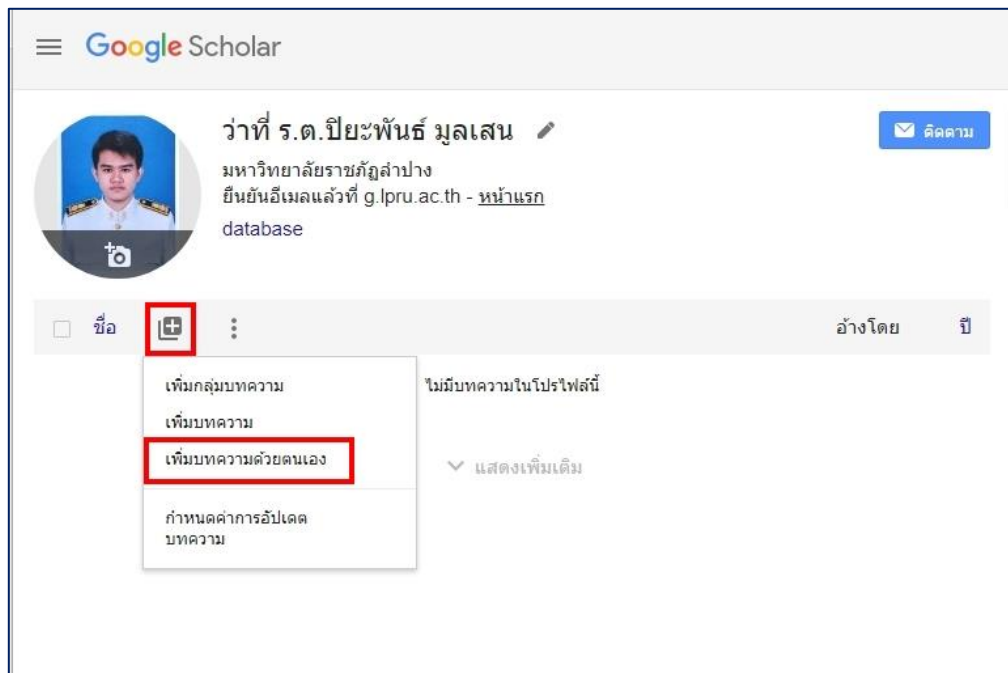 Google Scholar
ว่าที่ ร.ต.ปิยะพันธ์ มูลเสน
ติดตาม
มหาวิทยาลัยราชภัฏลำปาง
ยืนยันอีเมลแล้วที่ g.lpru.ac.th - หน้าแรก
database
ชื่อ
อ้างโดย
ปี
เพิ่มกลุ่มบทความ
ไม่มีบทความในโปรไฟล์นี้
เพิ่มบทความ
เพิ่มบทความด้วยตนเอง
แสดงเพิ่มเติม
กำหนดค่าการอัปเดต
บทความ